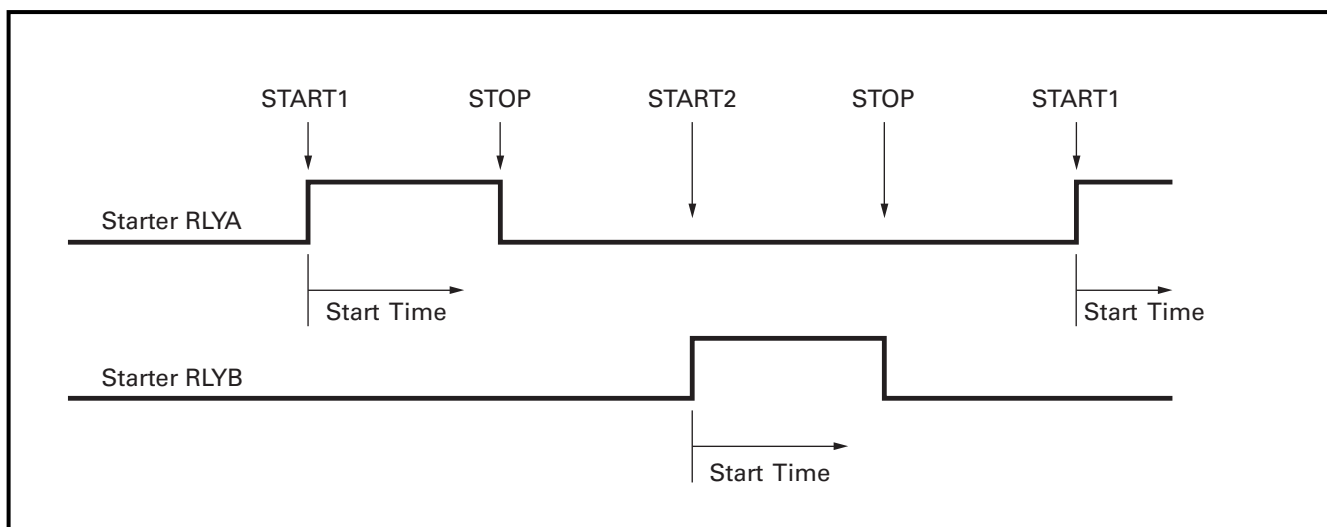 START1 STOP START2 STOP START1
Starter RLYA
Start Time Start Time
Starter RLYB
Start Time